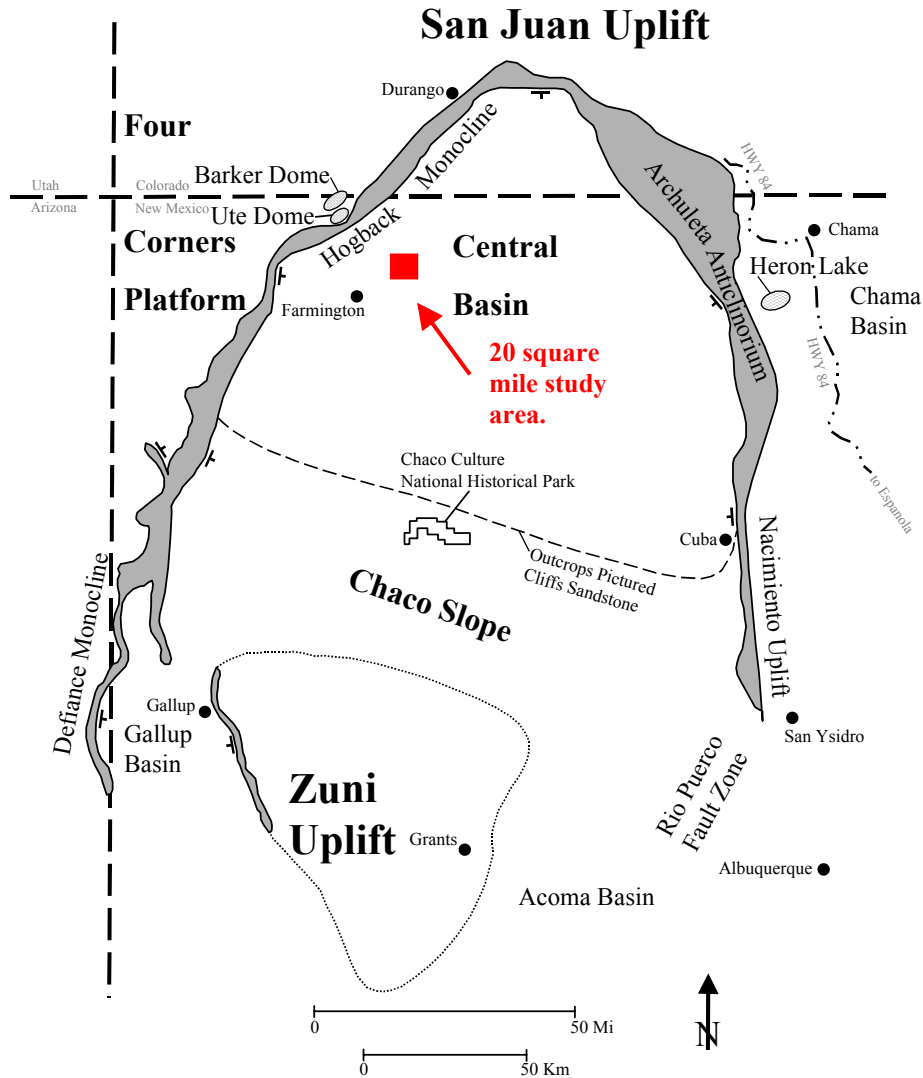 San Juan Uplift
Durango
Four
Hogback Monocline
Barker Dome
Utah
Colorado
Arizona
New Mexico
Ute Dome
HWY 84
Archuleta Anticlinorium
Chama
Corners
Platform
Central
Basin
Heron Lake
Chama
Basin
Farmington
20 square
mile study
area.
HWY 84
to Espanola
Chaco Culture
National Historical Park
Outcrops Pictured
Cliffs Sandstone
Cuba
Nacimiento Uplift
Chaco Slope
Defiance Monocline
Gallup
Gallup
Basin
San Ysidro
Rio Puerco
Fault Zone
Zuni
Uplift
Grants
Albuquerque
Acoma Basin
N
0
50 Mi
0
50 Km